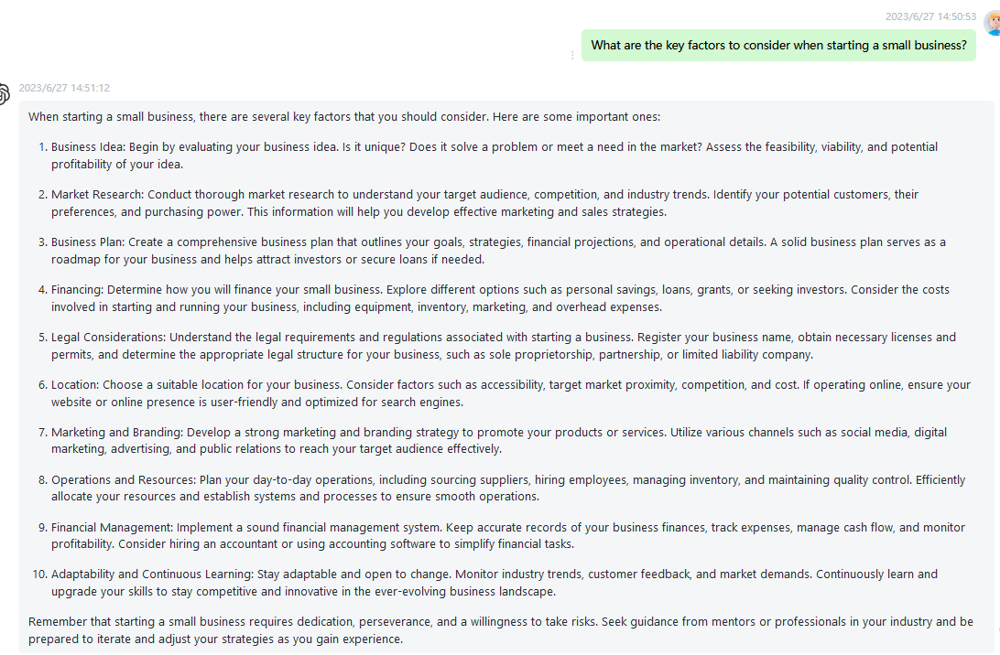 2023/6/27 14:50:53
What are the key factors to consider when starting a small business?
2023/6/27 14:51:12
When starting a small business, there are several key factors that you should consider. Here are some important ones:
1. Business Idea: Begin by evaluating your business idea. Is it unique? Does it solve a problem or meet a need in the market? Assess the feasibility, viability, and potential
profitability of your idea.
2. Market Research: Conduct thorough market research to understand your target audience, competition, and industry trends. Identify your potential customers, their
preferences, and purchasing power. This information will help you develop effective marketing and sales strategies.
3. Business Plan: Create a comprehensive business plan that outlines your goals, strategies, financial projections, and operational details. A solid business plan serves as a
roadmap for your business and helps attract investors or secure loans if needed.
4. Financing: Determine how you will finance your small business. Explore different options such as personal savings, loans, grants, or seeking investors. Consider the costs
involved in starting and running your business, including equipment, inventory, marketing, and overhead expenses.
5. Legal Considerations: Understand the legal requirements and regulations associated with starting a business. Register your business name, obtain necessary licenses and
permits, and determine the appropriate legal structure for your business, such as sole proprietorship, partnership, or limited liability company.
6. Location: Choose a suitable location for your business. Consider factors such as accessibility, target market proximity, competition, and cost. If operating online, ensure your
website or online presence is user-friendly and optimized for search engines.
7. Marketing and Branding: Develop a strong marketing and branding strategy to promote your products or services. Utilize various channels such as social media, digital
marketing, advertising, and public relations to reach your target audience effectively.
8. Operations and Resources: Plan your day-to-day operations, including sourcing suppliers, hiring employees, managing inventory, and maintaining quality control. Efficiently
allocate your resources and establish systems and processes to ensure smooth operations.
9. Financial Management: Implement a sound financial management system. Keep accurate records of your business finances, track expenses, manage cash flow, and monitor
profitability. Consider hiring an accountant or using accounting software to simplify financial tasks.
10. Adaptability and Continuous Learning: Stay adaptable and open to change. Monitor industry trends, customer feedback, and market demands. Continuously learn and
upgrade your skills to stay competitive and innovative in the ever-evolving business landscape.
Remember that starting a small business requires dedication, perseverance, and a willingness to take risks. Seek guidance from mentors or professionals in your industry and be
prepared to iterate and adjust your strategies as you gain experience.